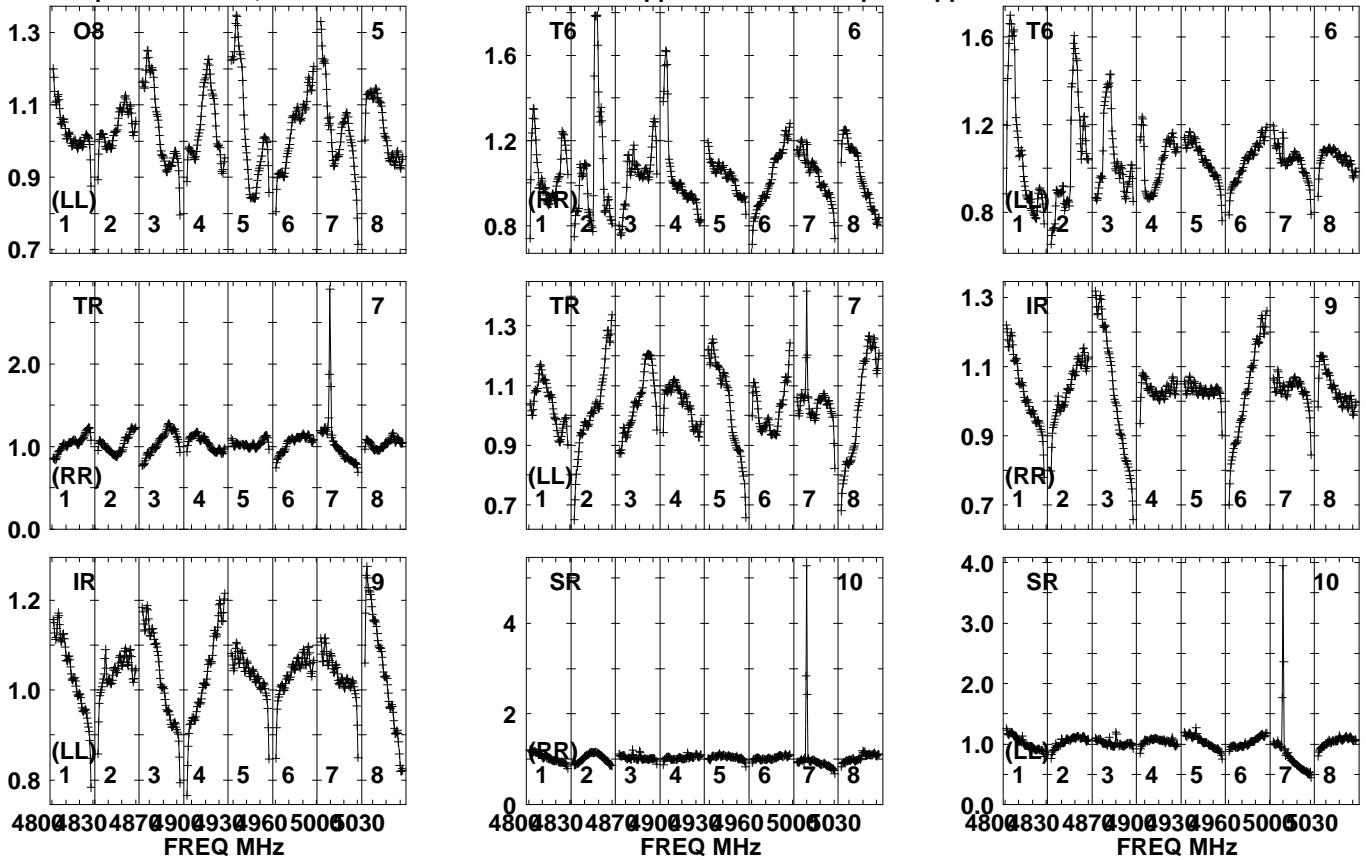 1.3 O8 5
1.1
0.9
(LL)
1 2 3 4 5 6 7 8
0.7
T6 6
1.6
1.2
(RR)
0.8 1 2 3 4 5 6 7 8
1.6 T6 6
1.2
(LL)
0.8 1 2 3 4 5 6 7 8
TR 7
2.0
1.0
(RR)
1 2 3 4 5 6 7 8
0.0
TR 7
1.3
1.1
0.9
(LL)
0.7 1 2 3 4 5 6 7 8
1.3 IR 9
1.1
0.9
(RR)
0.7 1 2 3 4 5 6 7 8
IR 9
1.2
1.0
(LL)
0.8 1 2 3 4 5 6 7 8
SR 10
4
2
(RR)
1 2 3 4 5 6 7 8
0
4.0 SR 10
3.0
2.0
1.0 (LL)
1 2 3 4 5 6 7 8
0.0
4800 4830 4870 4900 4930 4960 5000 5030
FREQ MHz
4800 4830 4870 4900 4930 4960 5000 5030
FREQ MHz
4800 4830 4870 4900 4930 4960 5000 5030
FREQ MHz